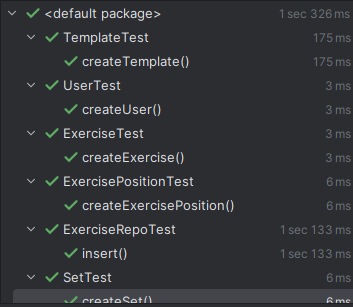 <default package> 1 sec 326 ms
TemplateTest 175 ms
createTemplate() 175 ms
UserTest 3 ms
createUser() 3 ms
ExerciseTest 3 ms
createExercise() 3 ms
ExercisePositionTest 6 ms
createExercisePosition() 6 ms
ExerciseRepoTest 1 sec 133 ms
insert() 1 sec 133 ms
SetTest 6 ms
createSet() 6 ms